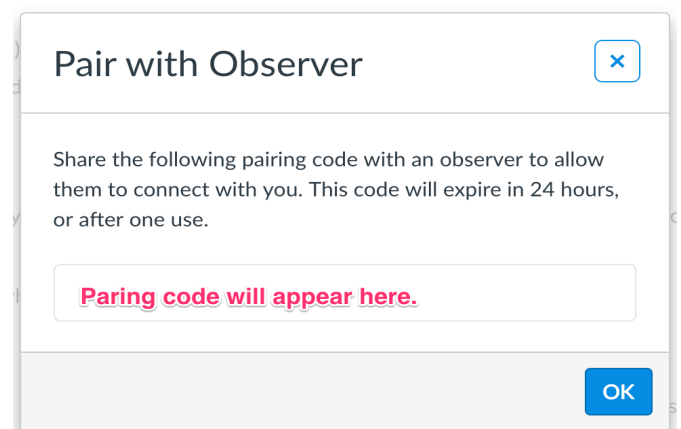 Pair with Observer
Share the following pairing code with an observer to allow
them to connect with you. This code will expire in 24 hours,
or after one use.
Paring code will appear here.
OK